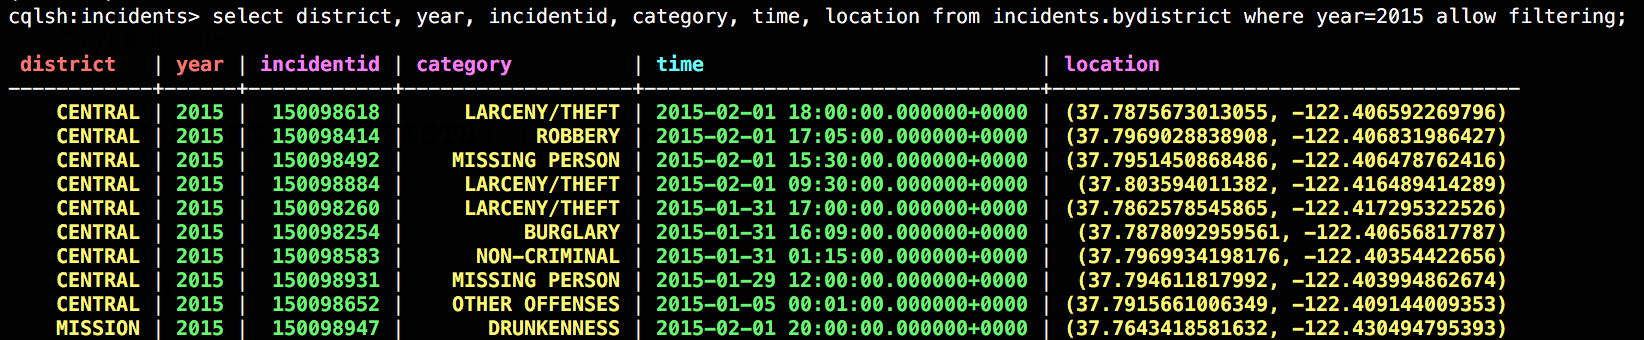 cqlsh:incidents> select district, year, incidentid, category, time, location from incidents.bydistrict where year=2015 allow filtering;
district | year | incidentid | category | time | location
CENTRAL | 2015 | 150098618 | LARCENY/THEFT | 2015-02-01 18:00:00.000000+0000 | (37.7875673013055, -122.406592269796)
CENTRAL | 2015 | 150098414 | ROBBERY | 2015-02-01 17:05:00.000000+0000 | (37.7969028838908, -122.406831986427)
CENTRAL | 2015 | 150098492 | MISSING PERSON | 2015-02-01 15:30:00.000000+0000 | (37.7951450868486, -122.406478762416)
CENTRAL | 2015 | 150098884 | LARCENY/THEFT | 2015-02-01 09:30:00.000000+0000 | (37.803594011382, -122.416489414289)
CENTRAL | 2015 | 150098260 | LARCENY/THEFT | 2015-01-31 17:00:00.000000+0000 | (37.7862578545865, -122.417295322526)
CENTRAL | 2015 | 150098254 | BURGLARY | 2015-01-31 16:09:00.000000+0000 | (37.7878092959561, -122.40656817787)
CENTRAL | 2015 | 150098583 | NON-CRIMINAL | 2015-01-31 01:15:00.000000+0000 | (37.7969934198176, -122.40354422656)
CENTRAL | 2015 | 150098931 | MISSING PERSON | 2015-01-29 12:00:00.000000+0000 | (37.794611817992, -122.403994862674)
CENTRAL | 2015 | 150098652 | OTHER OFFENSES | 2015-01-05 00:01:00.000000+0000 | (37.7915661006349, -122.409144009353)
MISSION | 2015 | 150098947 | DRUNKENNESS | 2015-02-01 20:00:00.000000+0000 | (37.7643418581632, -122.430494795393)